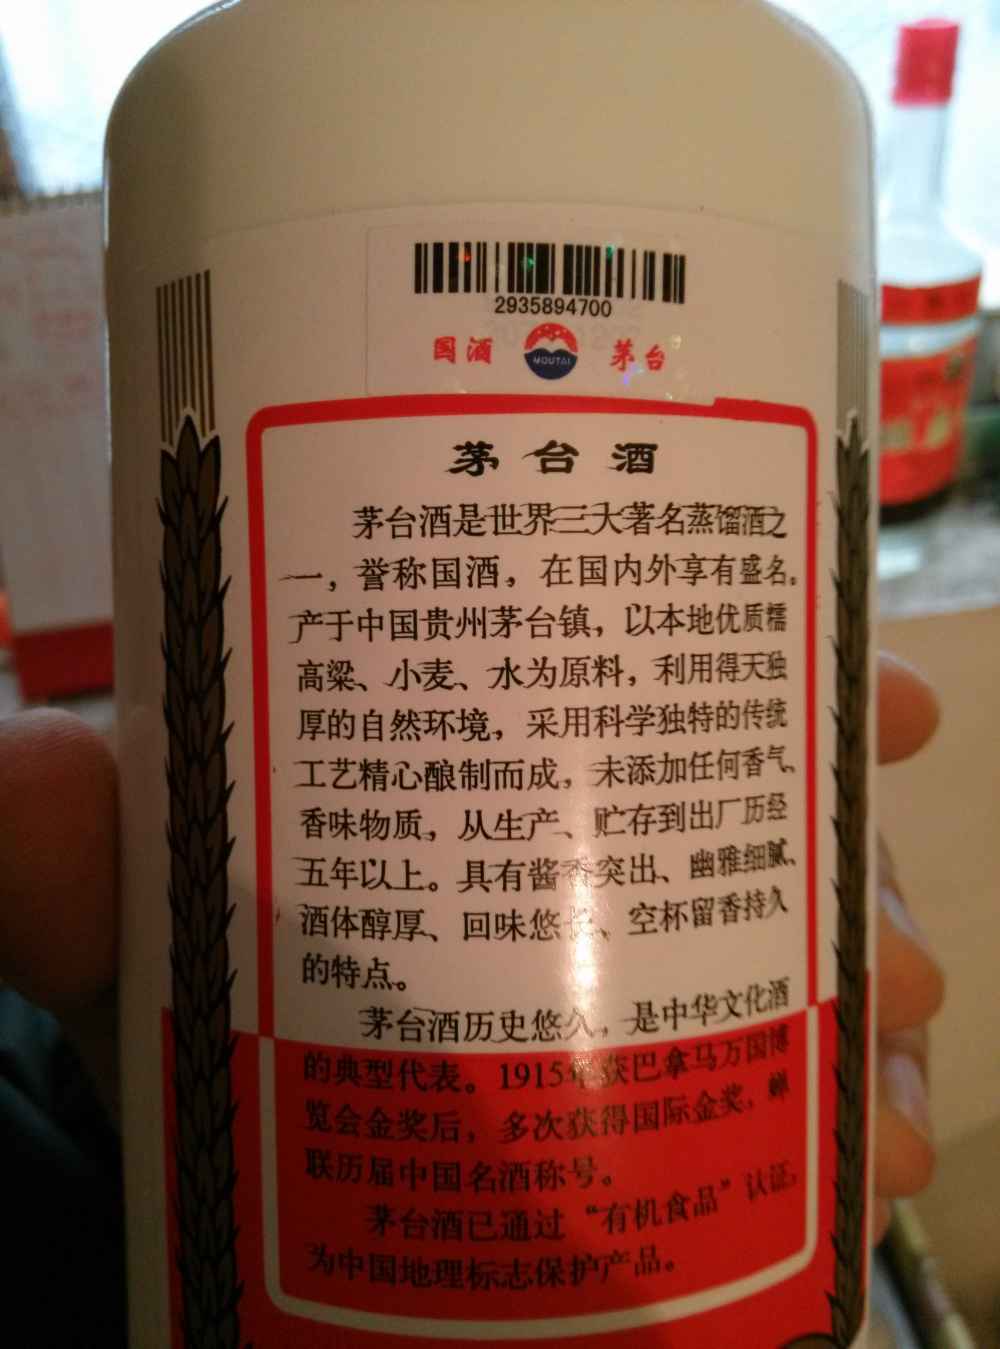 2935894700
国酒 MOUTAI 茅台
茅台酒
茅台酒是世界三大著名蒸馏酒之
一，誉称国酒，在国内外享有盛名。
产于中国贵州茅台镇，以本地优质糯
高粱、小麦、水为原料，利用得天独
厚的自然环境，采用科学独特的传统
工艺精心酿制而成，未添加任何香气、
香味物质，从生产、贮存到出厂历经
五年以上。具有酱香突出、幽雅细腻、
酒体醇厚、回味悠长、空杯留香持久
的特点。
茅台酒历史悠久，是中华文化酒
的典型代表。1915年获巴拿马万国博
览会金奖后，多次获得国际金奖，蝉
联历届中国名酒称号。
茅台酒已通过“有机食品”认证，
为中国地理标志保护产品。